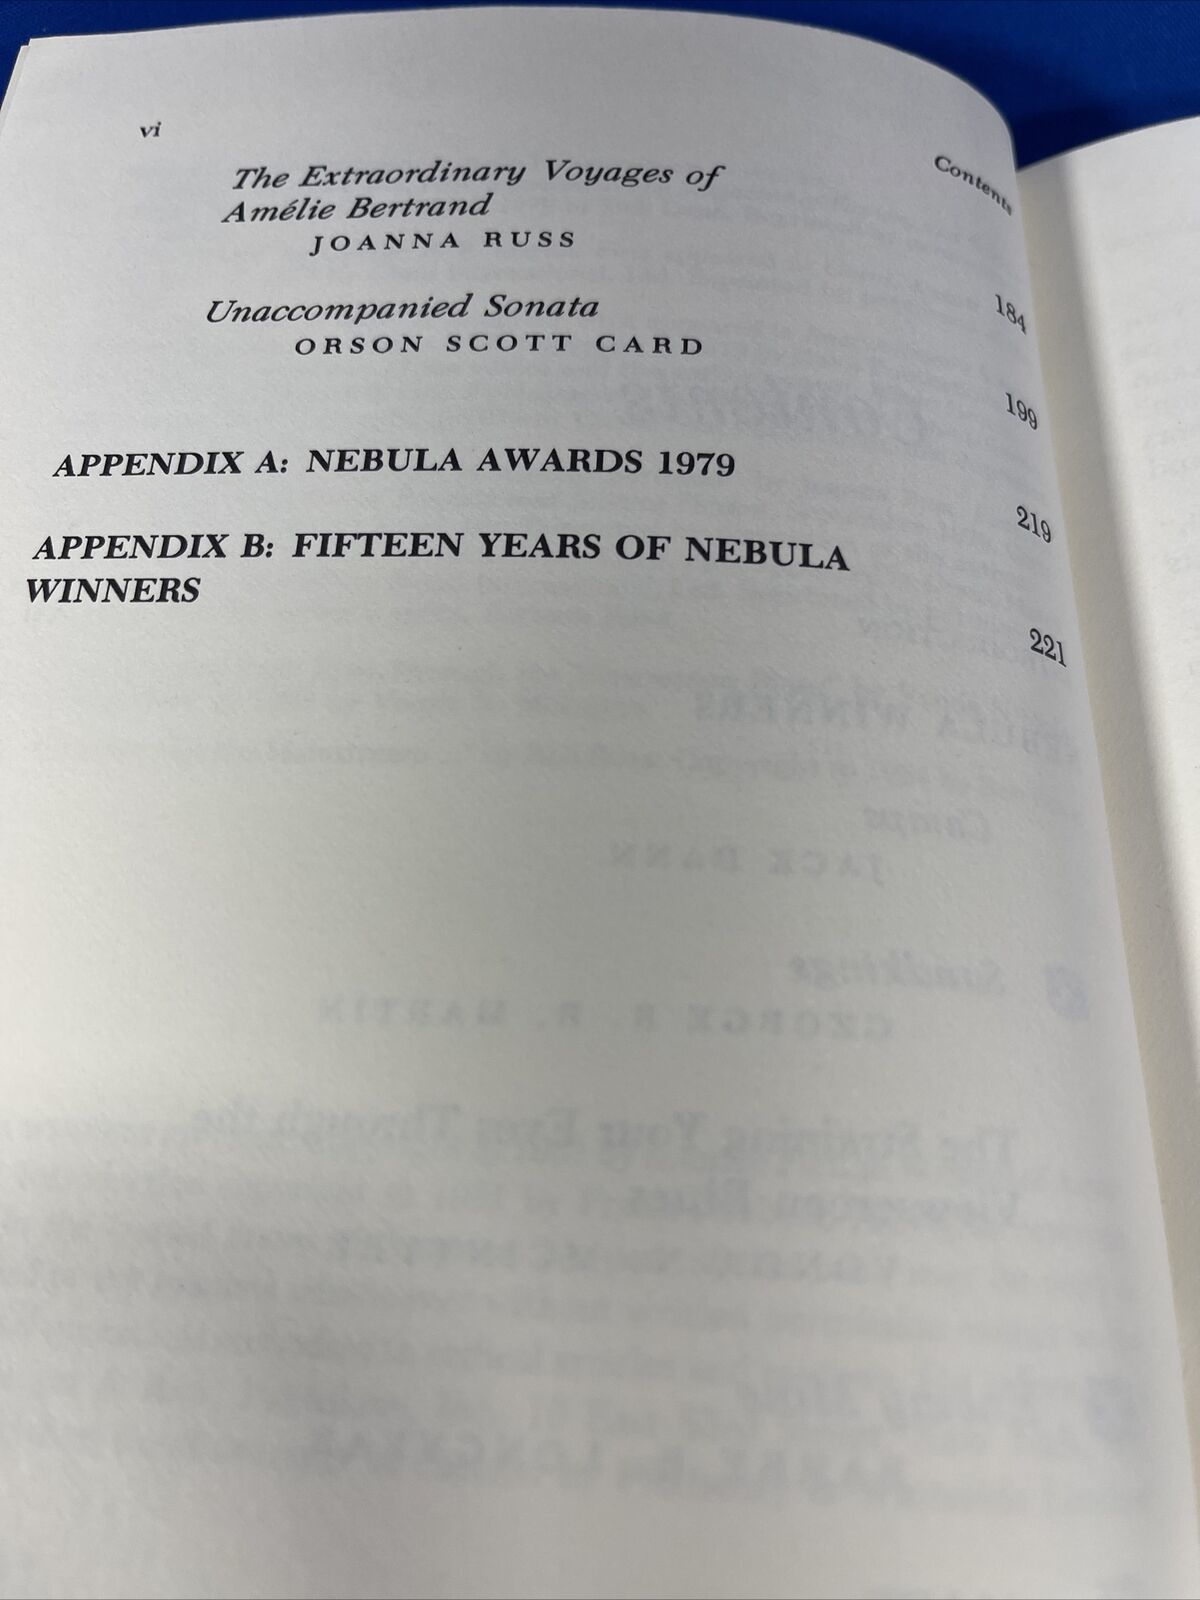 vi
Contents
The Extraordinary Voyages of
Amélie Bertrand
JOANNA RUSS
184
Unaccompanied Sonata
ORSON SCOTT CARD
199
APPENDIX A: NEBULA AWARDS 1979
219
APPENDIX B: FIFTEEN YEARS OF NEBULA
WINNERS
221